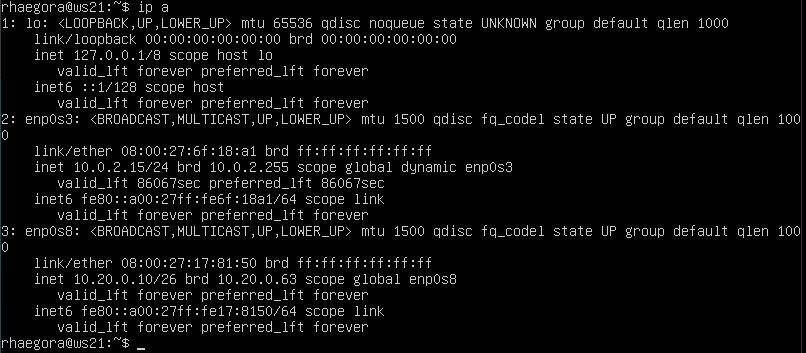 rhaegora@ws21:~$ ip a
1: lo: <LOOPBACK,UP,LOWER_UP> mtu 65536 qdisc noqueue state UNKNOWN group default qlen 1000
    link/loopback 00:00:00:00:00:00 brd 00:00:00:00:00:00
    inet 127.0.0.1/8 scope host lo
       valid_lft forever preferred_lft forever
    inet6 ::1/128 scope host
       valid_lft forever preferred_lft forever
2: enp0s3: <BROADCAST,MULTICAST,UP,LOWER_UP> mtu 1500 qdisc fq_codel state UP group default qlen 100
0
    link/ether 08:00:27:6f:18:a1 brd ff:ff:ff:ff:ff:ff
    inet 10.0.2.15/24 brd 10.0.2.255 scope global dynamic enp0s3
       valid_lft 86067sec preferred_lft 86067sec
    inet6 fe80::a00:27ff:fe6f:18a1/64 scope link
       valid_lft forever preferred_lft forever
3: enp0s8: <BROADCAST,MULTICAST,UP,LOWER_UP> mtu 1500 qdisc fq_codel state UP group default qlen 100
0
    link/ether 08:00:27:17:81:50 brd ff:ff:ff:ff:ff:ff
    inet 10.20.0.10/26 brd 10.20.0.63 scope global enp0s8
       valid_lft forever preferred_lft forever
    inet6 fe80::a00:27ff:fe17:8150/64 scope link
       valid_lft forever preferred_lft forever
rhaegora@ws21:~$ _